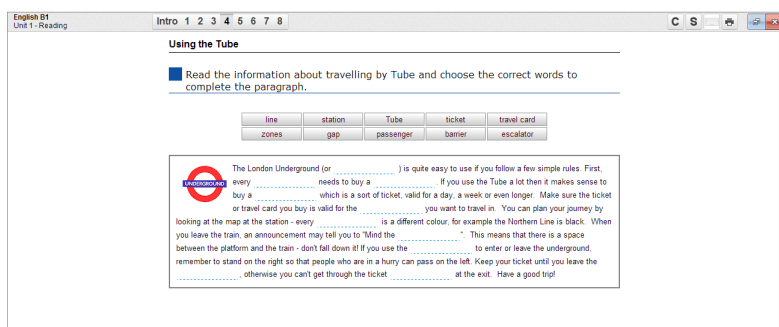 English B1
Unit 1 - Reading
Intro 1 2 3 4 5 6 7 8
C S
Using the Tube
Read the information about travelling by Tube and choose the correct words to
complete the paragraph.
line station Tube ticket travel card
zones gap passenger barrier escalator
UNDERGROUND
The London Underground (or ) is quite easy to use if you follow a few simple rules. First,
every needs to buy a . If you use the Tube a lot then it makes sense to
buy a which is a sort of ticket, valid for a day, a week or even longer. Make sure the ticket
or travel card you buy is valid for the you want to travel in. You can plan your journey by
looking at the map at the station - every is a different colour, for example the Northern Line is black. When
you leave the train, an announcement may tell you to "Mind the ". This means that there is a space
between the platform and the train - don't fall down it! If you use the to enter or leave the underground,
remember to stand on the right so that people who are in a hurry can pass on the left. Keep your ticket until you leave the
, otherwise you can't get through the ticket at the exit. Have a good trip!